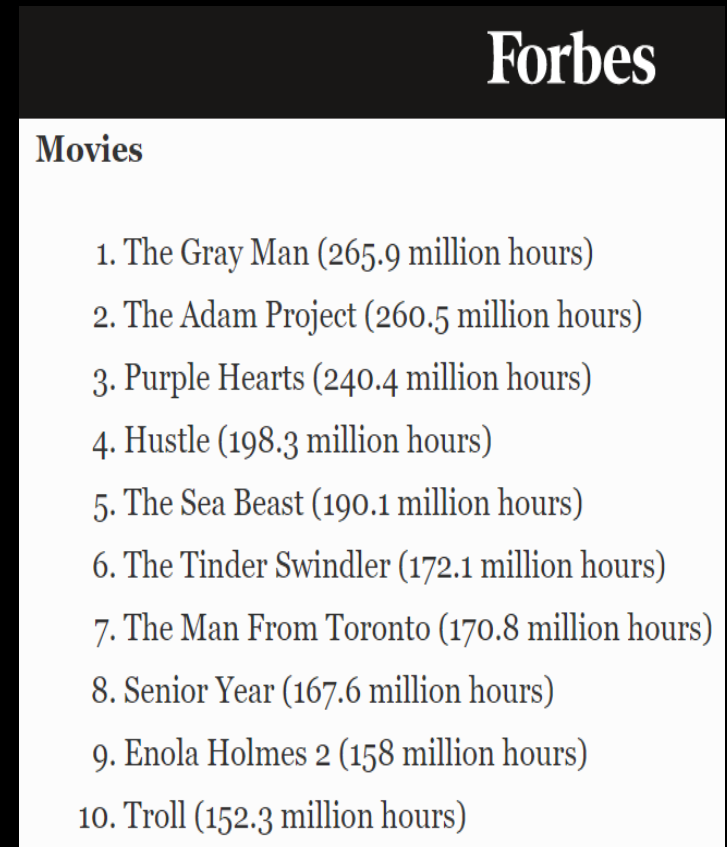 Forbes
Movies
1. The Gray Man (265.9 million hours)
2. The Adam Project (260.5 million hours)
3. Purple Hearts (240.4 million hours)
4. Hustle (198.3 million hours)
5. The Sea Beast (190.1 million hours)
6. The Tinder Swindler (172.1 million hours)
7. The Man From Toronto (170.8 million hours)
8. Senior Year (167.6 million hours)
9. Enola Holmes 2 (158 million hours)
10. Troll (152.3 million hours)